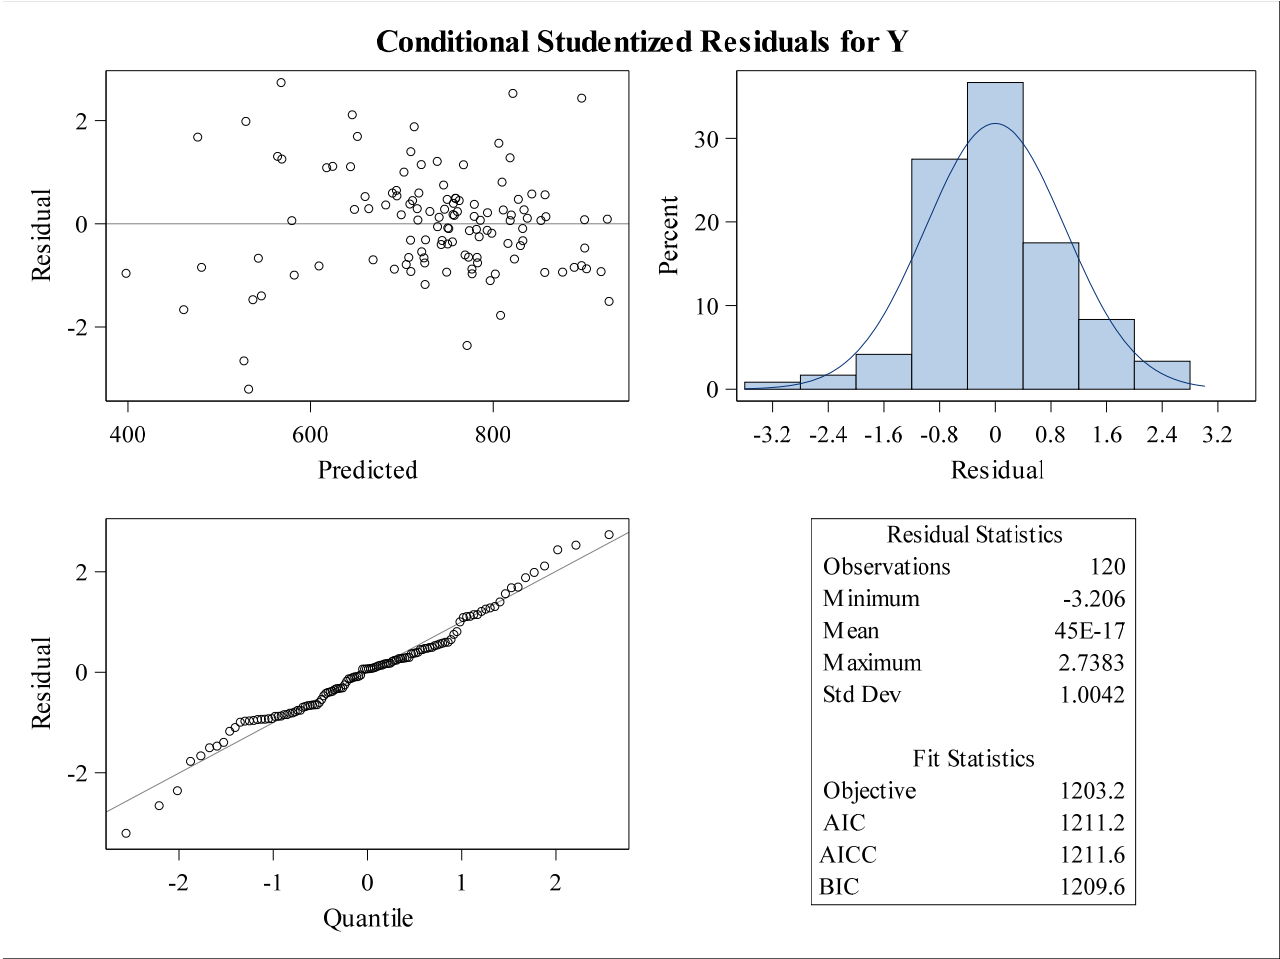 Conditional Studentized Residuals for Y
2
0
-2
Residual
400 600 800
Predicted
30
20
10
0
Percent
-3.2 -2.4 -1.6 -0.8 0 0.8 1.6 2.4 3.2
Residual
2
0
-2
Residual
-2 -1 0 1 2
Quantile
Residual Statistics
Observations 120
Minimum -3.206
Mean 45E-17
Maximum 2.7383
Std Dev 1.0042
Fit Statistics
Objective 1203.2
AIC 1211.2
AICC 1211.6
BIC 1209.6